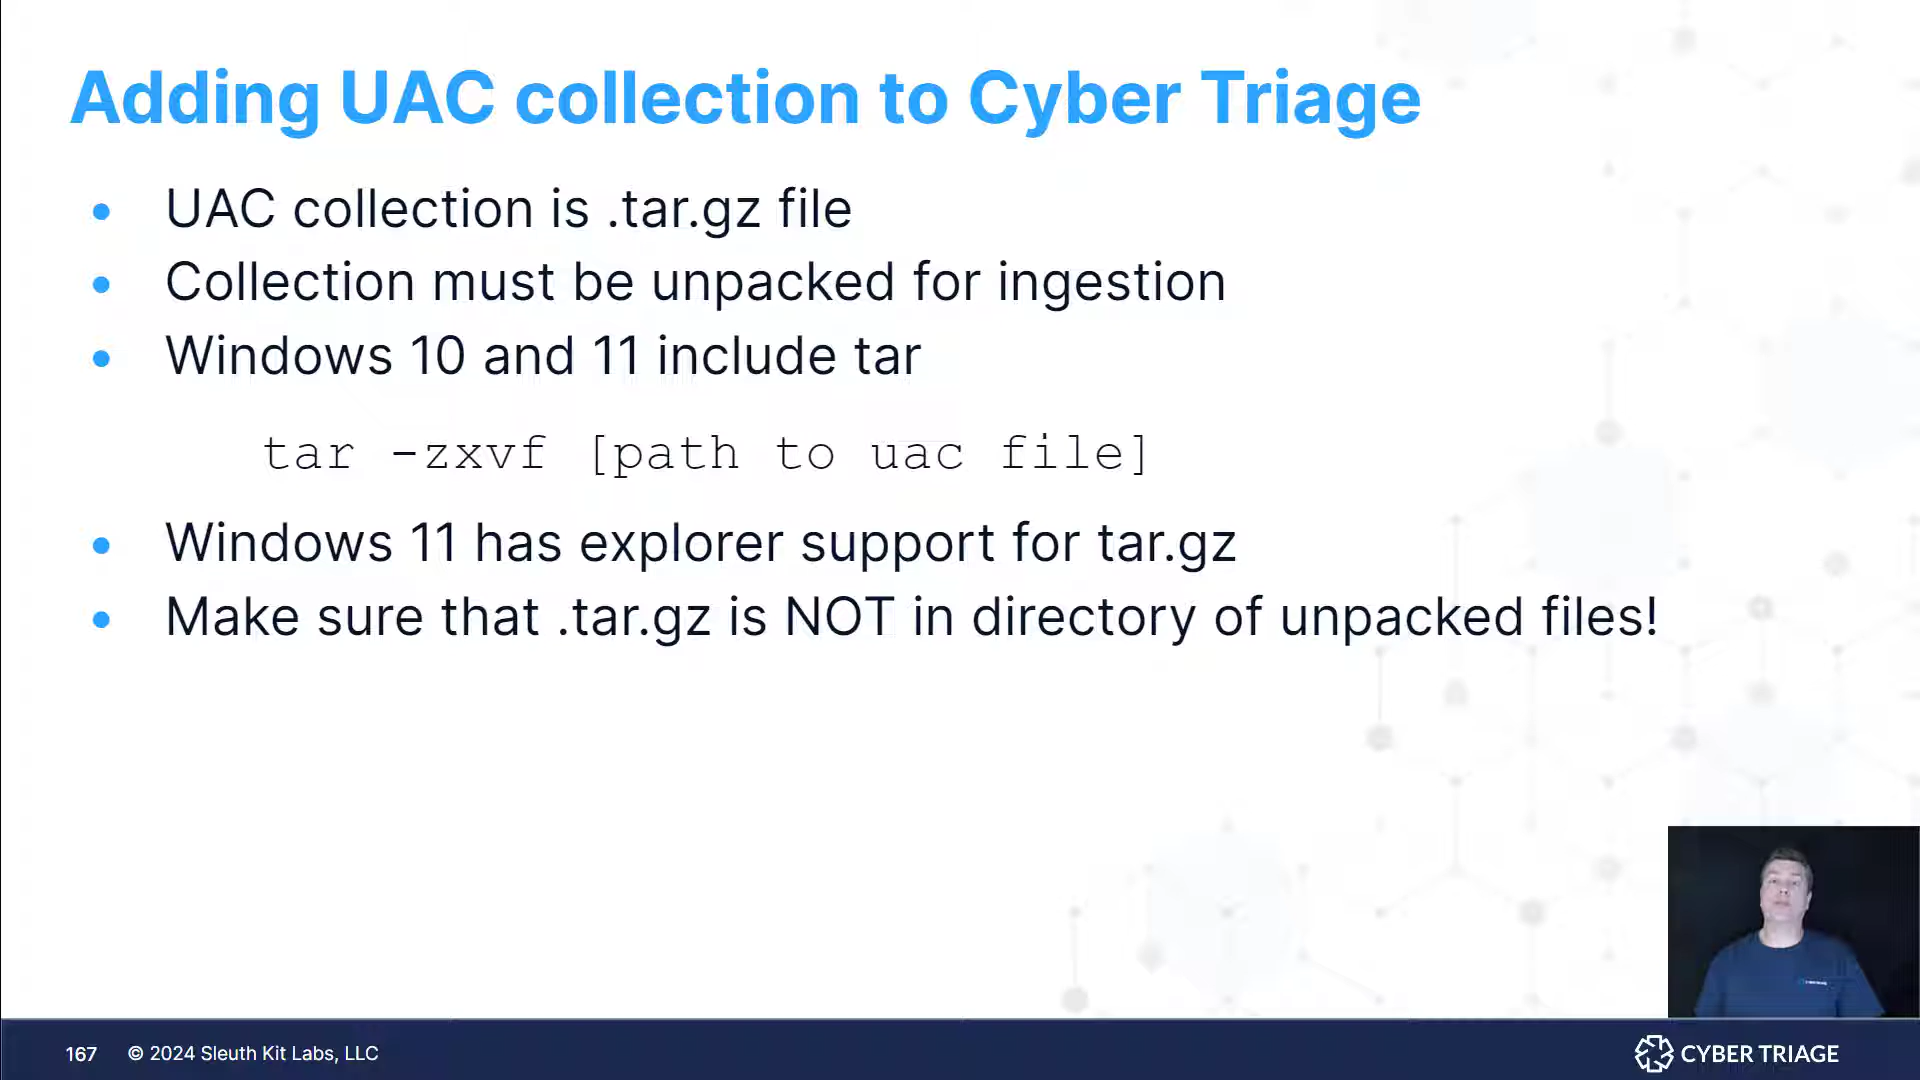 Adding UAC collection to Cyber Triage
• UAC collection is .tar.gz file
• Collection must be unpacked for ingestion
• Windows 10 and 11 include tar
tar -zxvf [path to uac file]
• Windows 11 has explorer support for tar.gz
• Make sure that .tar.gz is NOT in directory of unpacked files!
167 © 2024 Sleuth Kit Labs, LLC
CYBER TRIAGE